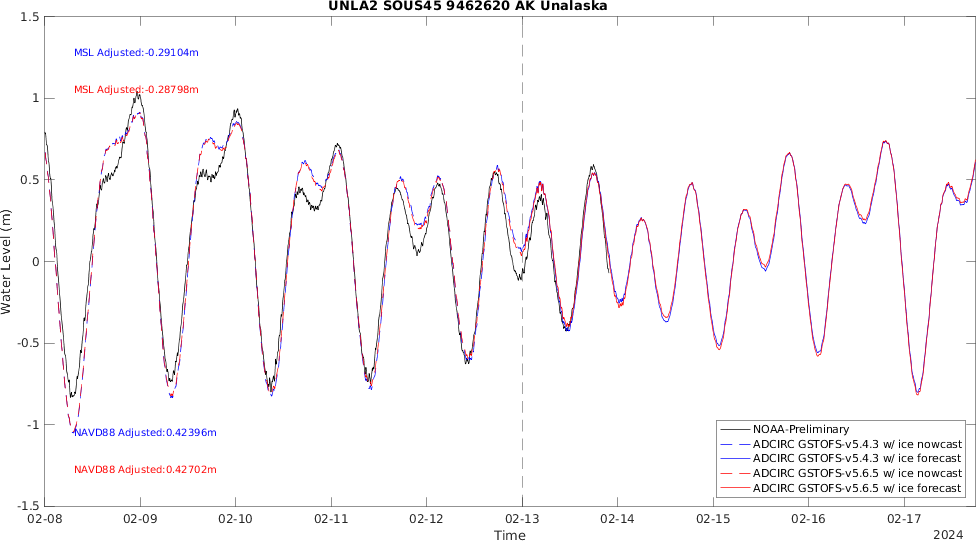 UNLA2 SOUS45 9462620 AK Unalaska
1.5
MSL Adjusted:-0.29104m
MSL Adjusted:-0.28798m
1
0.5
Water Level (m)
0
-0.5
-1
NAVD88 Adjusted:0.42396m
NAVD88 Adjusted:0.42702m
NOAA-Preliminary
ADCIRC GSTOFS-v5.4.3 w/ ice nowcast
ADCIRC GSTOFS-v5.4.3 w/ ice forecast
ADCIRC GSTOFS-v5.6.5 w/ ice nowcast
ADCIRC GSTOFS-v5.6.5 w/ ice forecast
-1.5
02-08 02-09 02-10 02-11 02-12 02-13 02-14 02-15 02-16 02-17
Time
2024